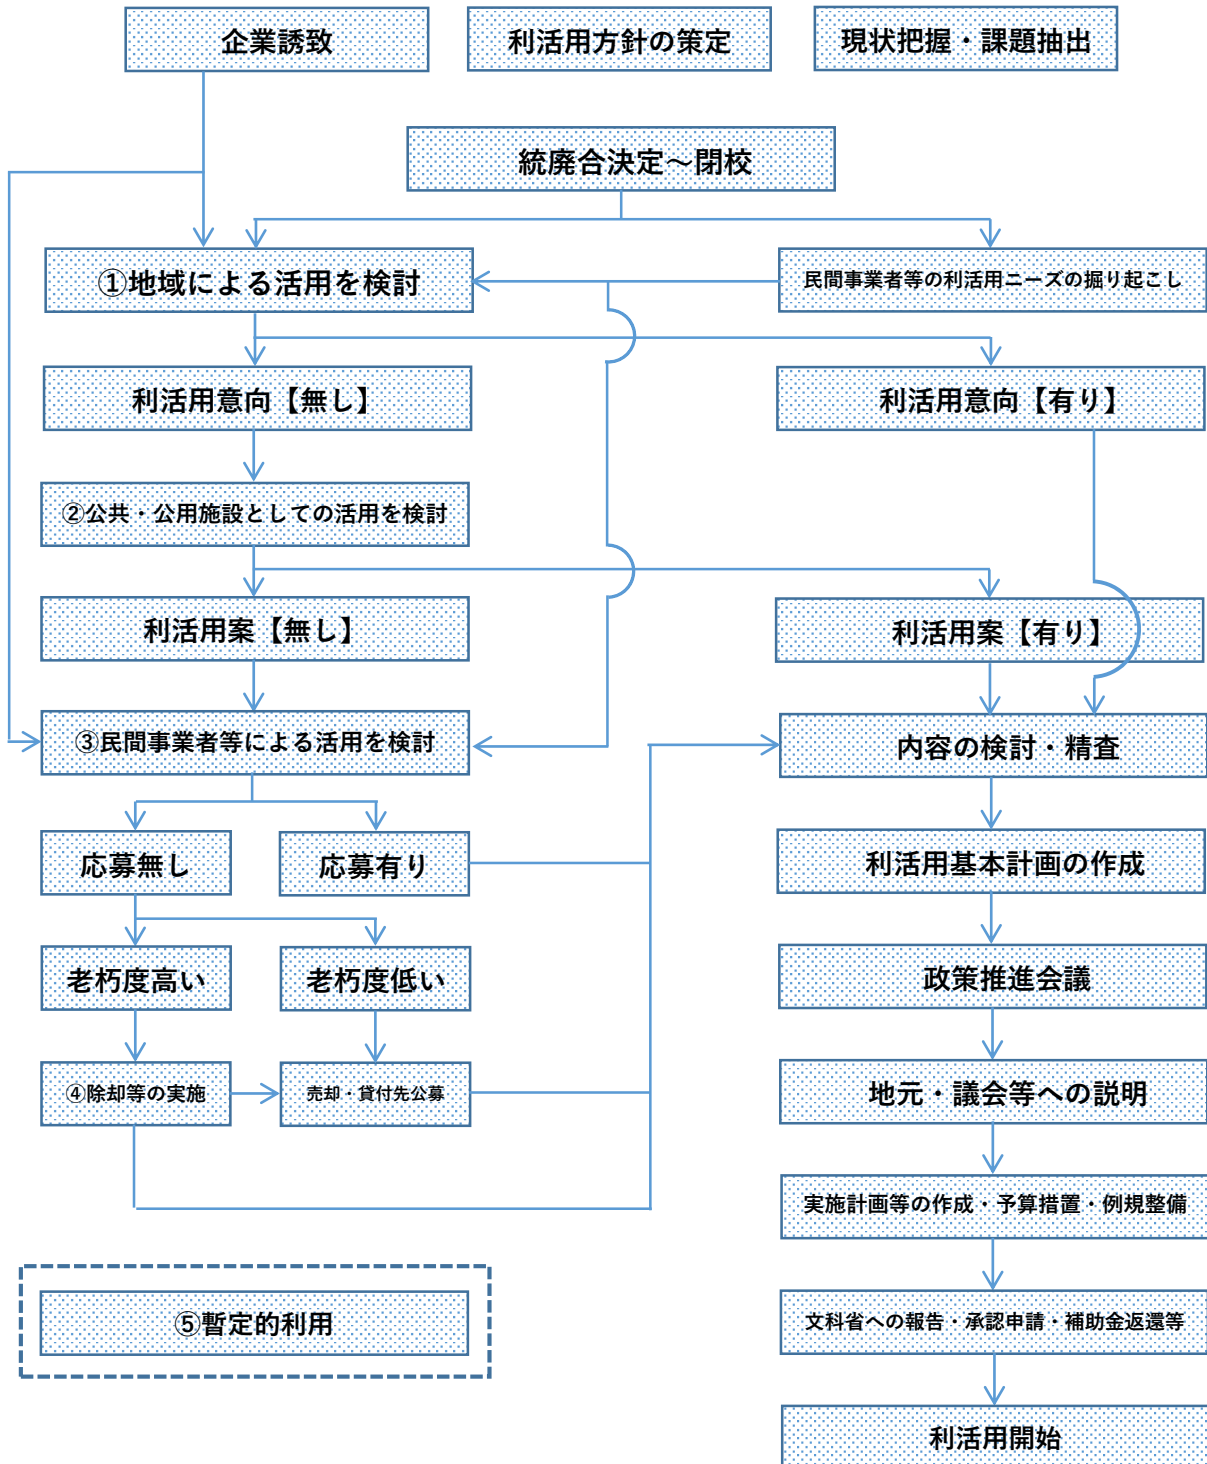 企業誘致
利活用方針の策定
現状把握・課題抽出
統廃合決定～閉校
①地域による活用を検討
民間事業者等の利活用ニーズの掘り起こし
利活用意向【無し】
利活用意向【有り】
②公共・公用施設としての活用を検討
利活用案【無し】
利活用案【有り】
③民間事業者等による活用を検討
内容の検討・精査
応募無し
応募有り
利活用基本計画の作成
老朽度高い
老朽度低い
政策推進会議
④除却等の実施
売却・貸付先公募
地元・議会等への説明
実施計画等の作成・予算措置・例規整備
⑤暫定的利用
文科省への報告・承認申請・補助金返還等
利活用開始